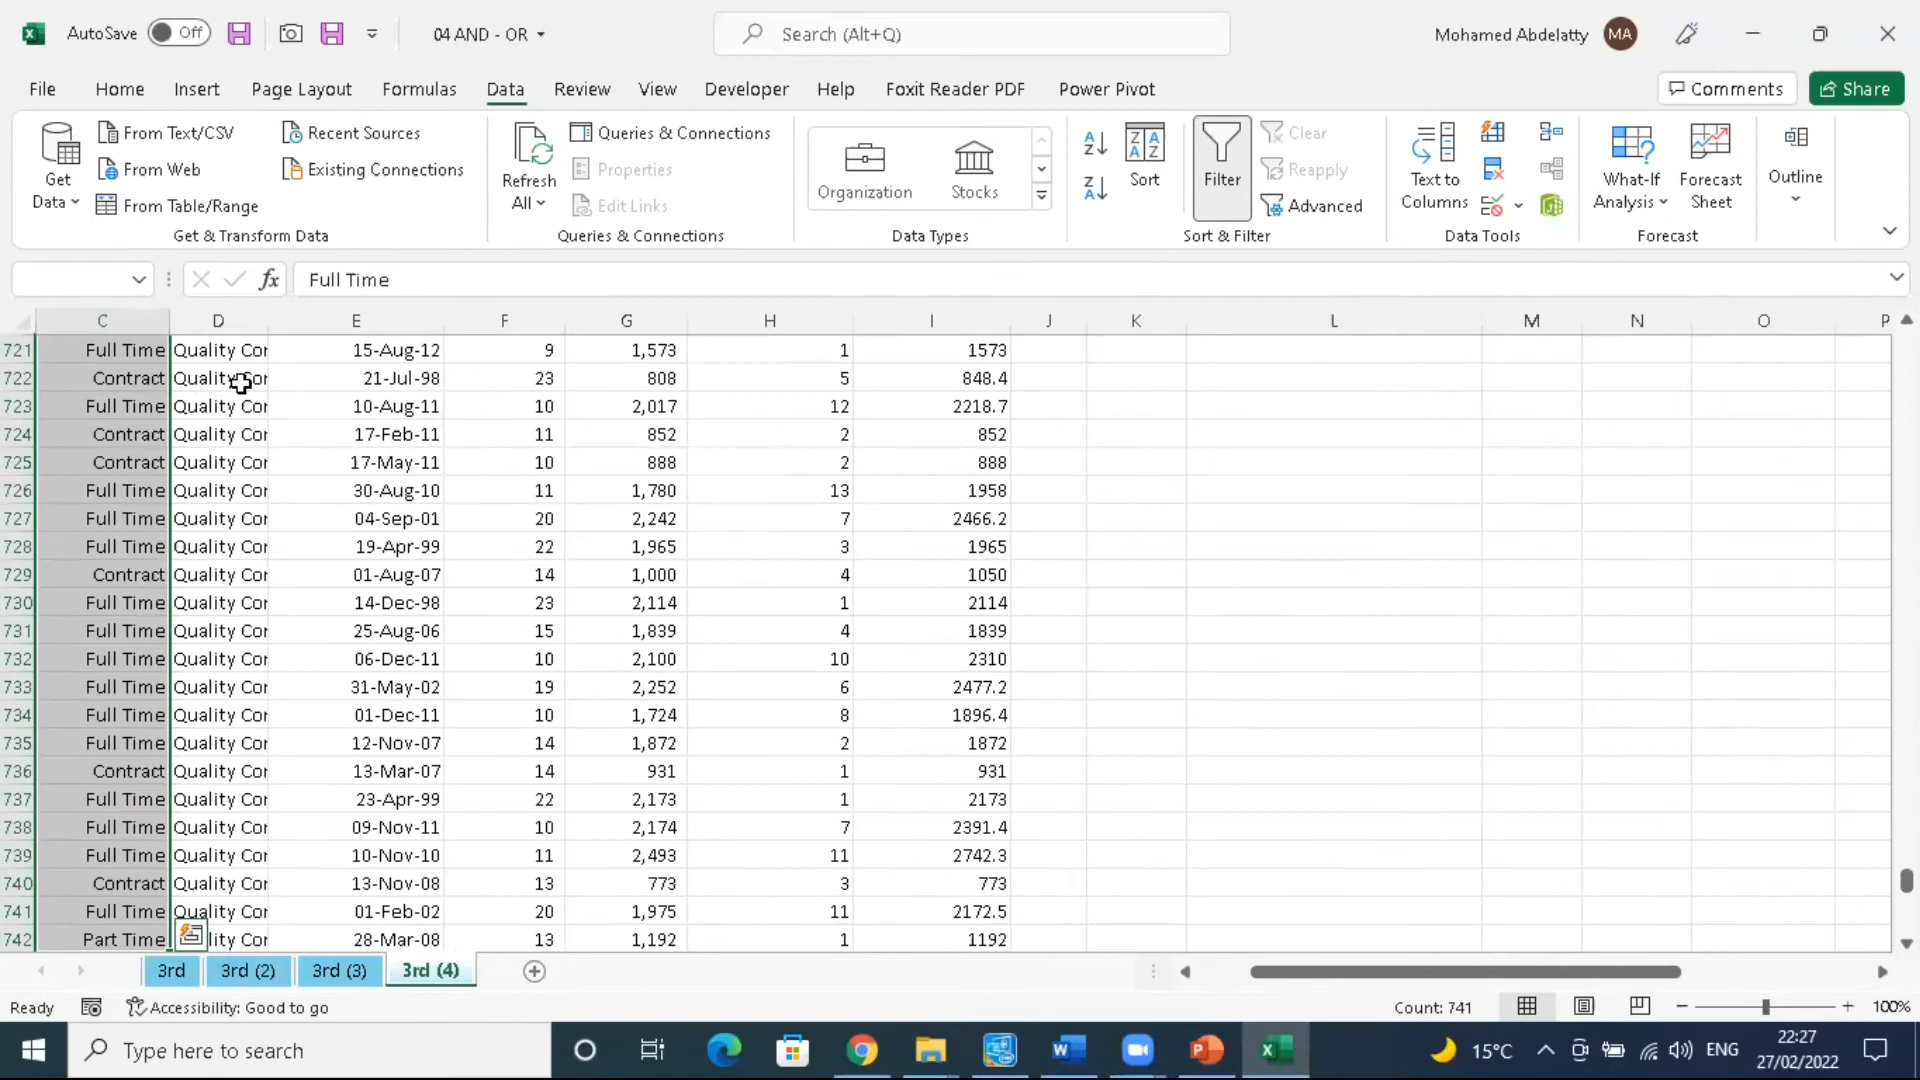 AutoSave Off 04 AND - OR Search (Alt+Q) Mohamed Abdelatty MA
File Home Insert Page Layout Formulas Data Review View Developer Help Foxit Reader PDF Power Pivot Comments Share
From Text/CSV Recent Sources Queries & Connections Clear
Get Data From Web Existing Connections Refresh All Properties Organization Stocks Sort Filter Reapply Text to Columns What-If Analysis Forecast Sheet Outline
From Table/Range Edit Links Advanced
Get & Transform Data Queries & Connections Data Types Sort & Filter Data Tools Forecast
fx Full Time
C D E F G H I J K L M N O P
721 Full Time Quality Cor 15-Aug-12 9 1,573 1 1573
722 Contract Quality Cor 21-Jul-98 23 808 5 848.4
723 Full Time Quality Cor 10-Aug-11 10 2,017 12 2218.7
724 Contract Quality Cor 17-Feb-11 11 852 2 852
725 Contract Quality Cor 17-May-11 10 888 2 888
726 Full Time Quality Cor 30-Aug-10 11 1,780 13 1958
727 Full Time Quality Cor 04-Sep-01 20 2,242 7 2466.2
728 Full Time Quality Cor 19-Apr-99 22 1,965 3 1965
729 Contract Quality Cor 01-Aug-07 14 1,000 4 1050
730 Full Time Quality Cor 14-Dec-98 23 2,114 1 2114
731 Full Time Quality Cor 25-Aug-06 15 1,839 4 1839
732 Full Time Quality Cor 06-Dec-11 10 2,100 10 2310
733 Full Time Quality Cor 31-May-02 19 2,252 6 2477.2
734 Full Time Quality Cor 01-Dec-11 10 1,724 8 1896.4
735 Full Time Quality Cor 12-Nov-07 14 1,872 2 1872
736 Contract Quality Cor 13-Mar-07 14 931 1 931
737 Full Time Quality Cor 23-Apr-99 22 2,173 1 2173
738 Full Time Quality Cor 09-Nov-11 10 2,174 7 2391.4
739 Full Time Quality Cor 10-Nov-10 11 2,493 11 2742.3
740 Contract Quality Cor 13-Nov-08 13 773 3 773
741 Full Time Quality Cor 01-Feb-02 20 1,975 11 2172.5
742 Part Time lity Cor 28-Mar-08 13 1,192 1 1192
3rd 3rd (2) 3rd (3) 3rd (4)
Ready Accessibility: Good to go Count: 741 100%
Type here to search 15°C ENG 22:27
27/02/2022